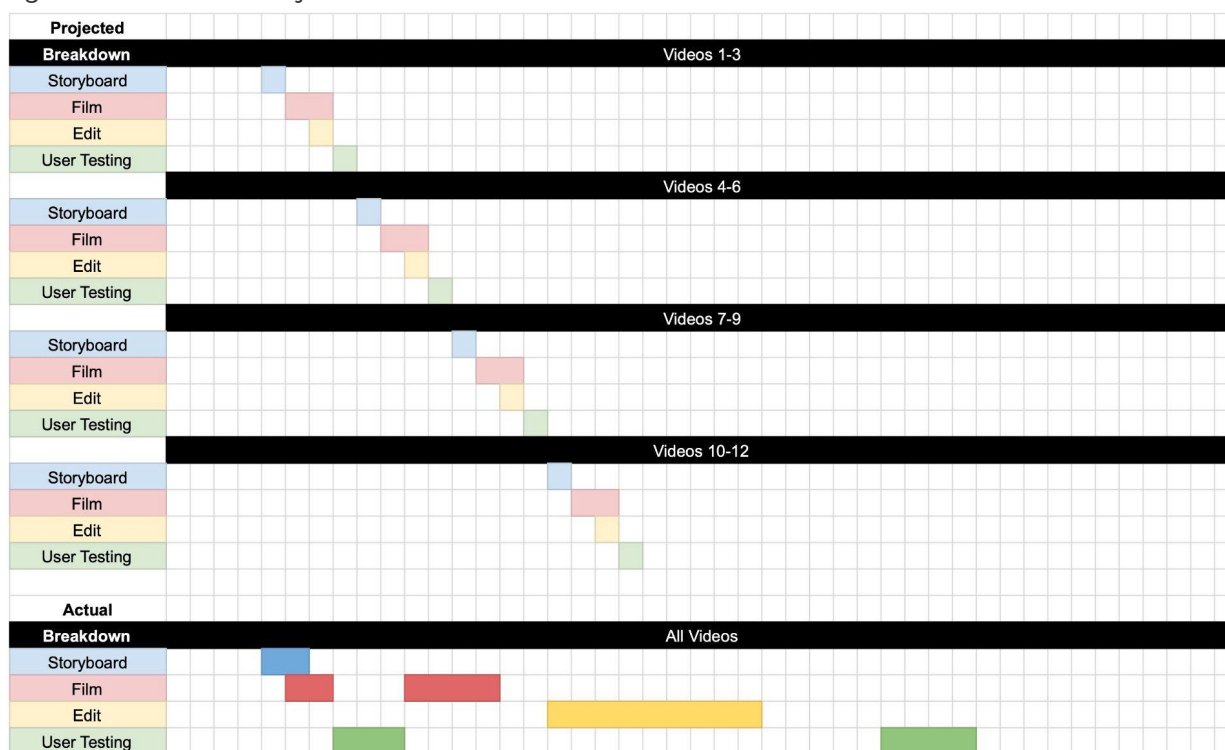 Projected
Breakdown Videos 1-3
Storyboard
Film
Edit
User Testing
Videos 4-6
Storyboard
Film
Edit
User Testing
Videos 7-9
Storyboard
Film
Edit
User Testing
Videos 10-12
Storyboard
Film
Edit
User Testing
Actual
Breakdown All Videos
Storyboard
Film
Edit
User Testing